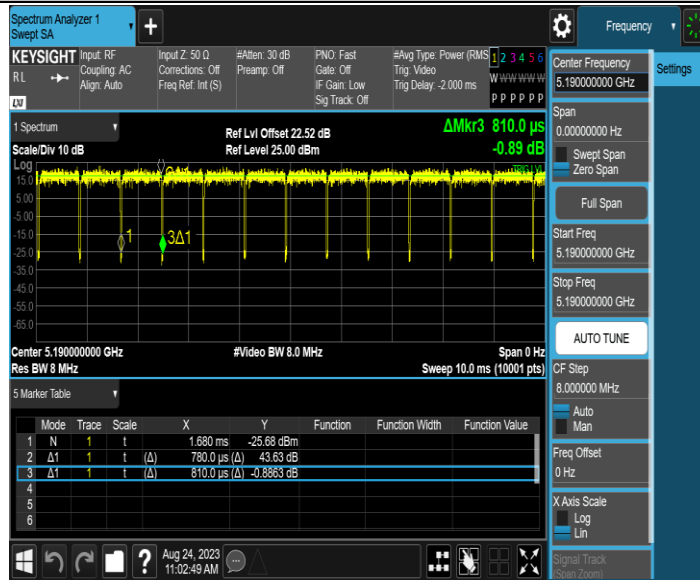 Spectrum Analyzer 1
Swept SA
Frequency
KEYSIGHT
RL
LXI
Input: RF
Coupling: AC
Align: Auto
Input Z: 50 Ω
Corrections: Off
Freq Ref: Int (S)
#Atten: 30 dB
Preamp: Off
PNO: Fast
Gate: Off
IF Gain: Low
Sig Track: Off
#Avg Type: Power (RMS
Trig: Video
Trig Delay: -2.000 ms
1 2 3 4 5 6
W W W W W W
P P P P P P
Center Frequency
5.190000000 GHz
Settings
Span
0.00000000 Hz
Swept Span
Zero Span
Full Span
Start Freq
5.190000000 GHz
Stop Freq
5.190000000 GHz
AUTO TUNE
CF Step
8.000000 MHz
Auto
Man
Freq Offset
0 Hz
X Axis Scale
Log
Lin
Signal Track
(Span Zoom)
1 Spectrum
Scale/Div 10 dB
Ref Lvl Offset 22.52 dB
Ref Level 25.00 dBm
ΔMkr3 810.0 µs
-0.89 dB
Log
TRIG LVL
15.0
5.00
-5.00
-15.0
-25.0
-35.0
-45.0
-55.0
-65.0
1
3Δ1
Center 5.190000000 GHz
Res BW 8 MHz
#Video BW 8.0 MHz
Span 0 Hz
Sweep 10.0 ms (10001 pts)
5 Marker Table
Mode Trace Scale X Y Function Function Width Function Value
1 N 1 t 1.680 ms -25.68 dBm
2 Δ1 1 t (Δ) 780.0 µs (Δ) 43.63 dB
3 Δ1 1 t (Δ) 810.0 µs (Δ) -0.8863 dB
4
5
6
?
Aug 24, 2023
11:02:49 AM